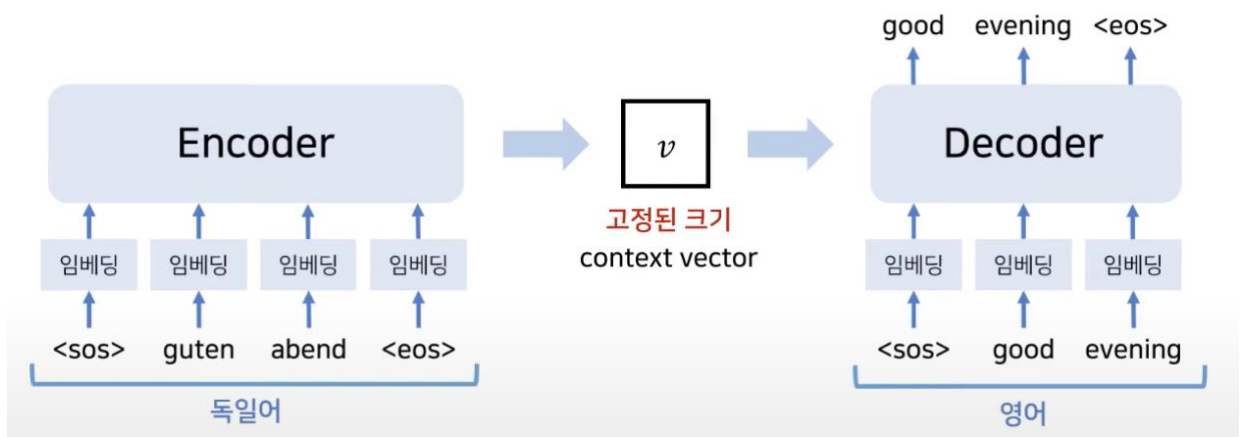 good evening <eos>
Encoder
v
Decoder
고정된 크기
context vector
임베딩 임베딩 임베딩 임베딩
임베딩 임베딩 임베딩
<sos> guten abend <eos>
<sos> good evening
독일어
영어